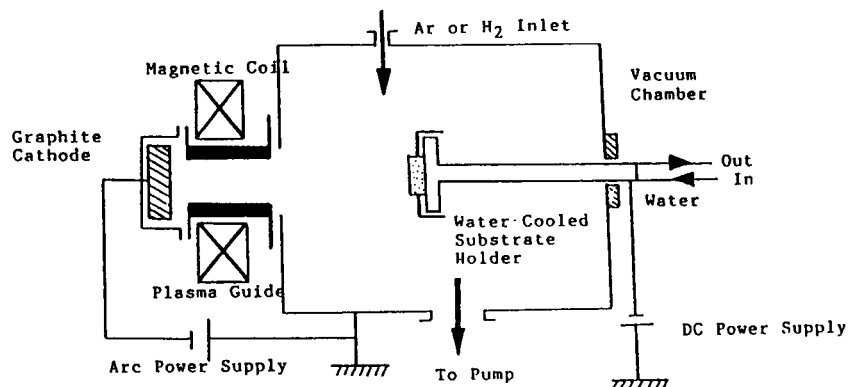 Ar or H2 Inlet
Magnetic Coil
Vacuum
Chamber
Graphite
Cathode
Out
In
Water
Water-Cooled
Substrate
Holder
Plasma Guide
DC Power Supply
Arc Power Supply
To Pump